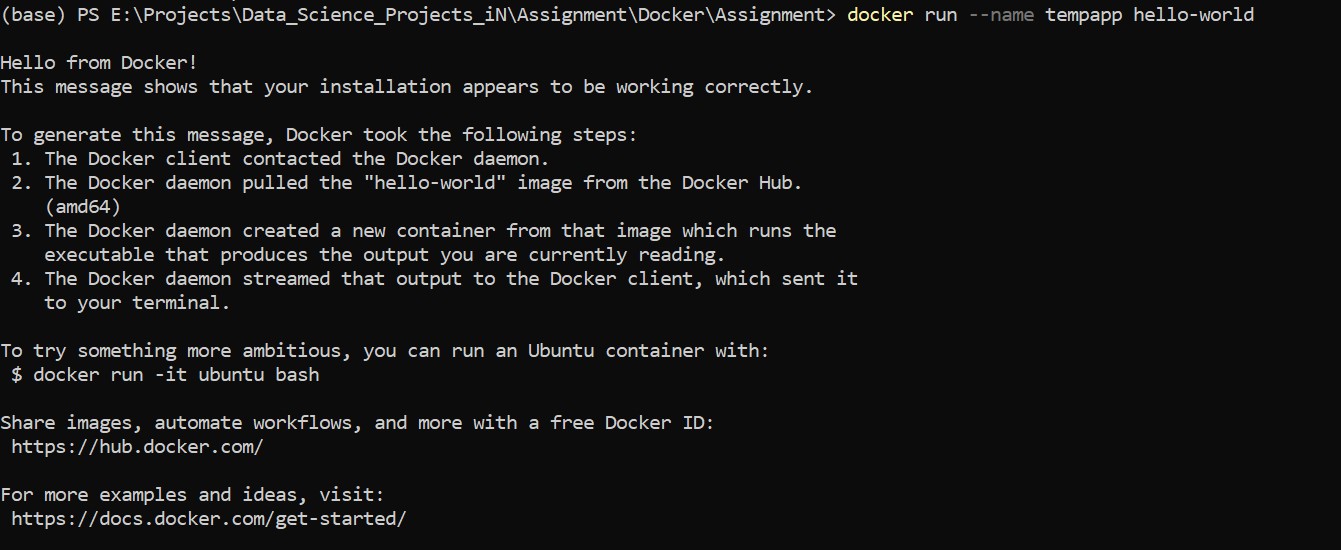 (base) PS E:\Projects\Data_Science_Projects_iN\Assignment\Docker\Assignment> docker run --name tempapp hello-world
Hello from Docker!
This message shows that your installation appears to be working correctly.
To generate this message, Docker took the following steps:
1. The Docker client contacted the Docker daemon.
2. The Docker daemon pulled the "hello-world" image from the Docker Hub.
(amd64)
3. The Docker daemon created a new container from that image which runs the
executable that produces the output you are currently reading.
4. The Docker daemon streamed that output to the Docker client, which sent it
to your terminal.
To try something more ambitious, you can run an Ubuntu container with:
$ docker run -it ubuntu bash
Share images, automate workflows, and more with a free Docker ID:
https://hub.docker.com/
For more examples and ideas, visit:
https://docs.docker.com/get-started/